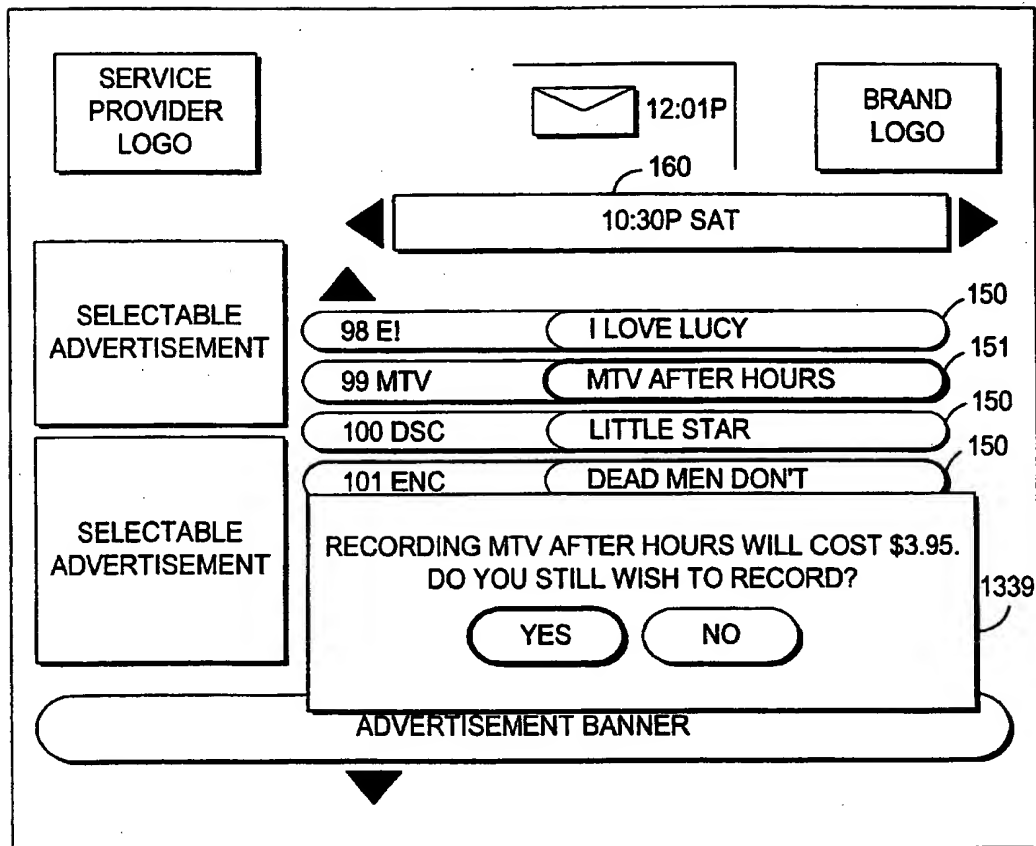 SERVICE
PROVIDER
LOGO
12:01P
BRAND
LOGO
160
10:30P SAT
SELECTABLE
ADVERTISEMENT
150
98 E!
I LOVE LUCY
151
99 MTV
MTV AFTER HOURS
150
100 DSC
LITTLE STAR
150
101 ENC
DEAD MEN DON'T
SELECTABLE
ADVERTISEMENT
RECORDING MTV AFTER HOURS WILL COST $3.95.
DO YOU STILL WISH TO RECORD?
1339
YES
NO
ADVERTISEMENT BANNER